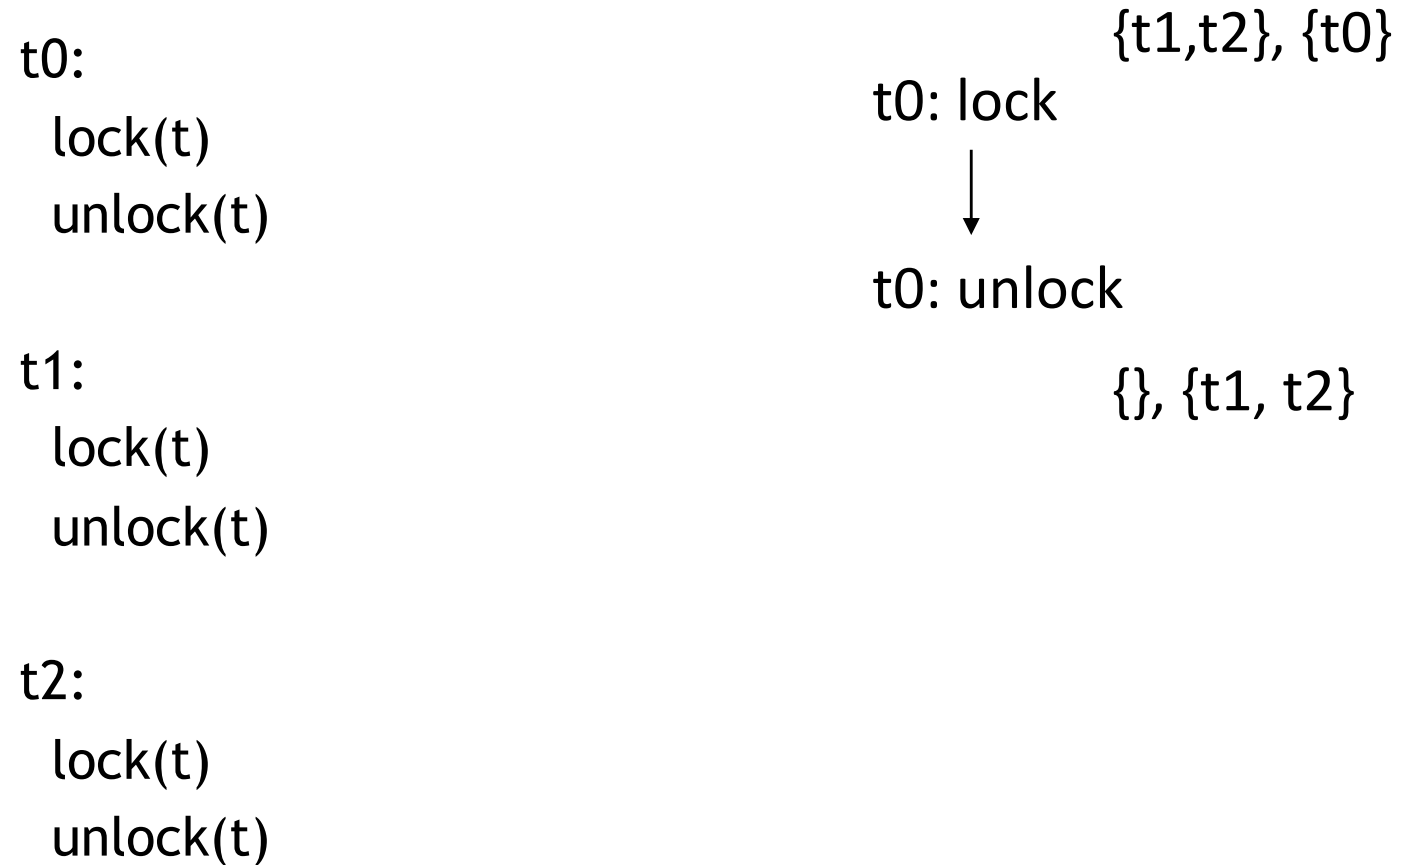 t0:
lock(t)
unlock(t)
t1:
lock(t)
unlock(t)
t2:
lock(t)
unlock(t)
{t1,t2}, {t0}
t0: lock
t0: unlock
{}, {t1, t2}